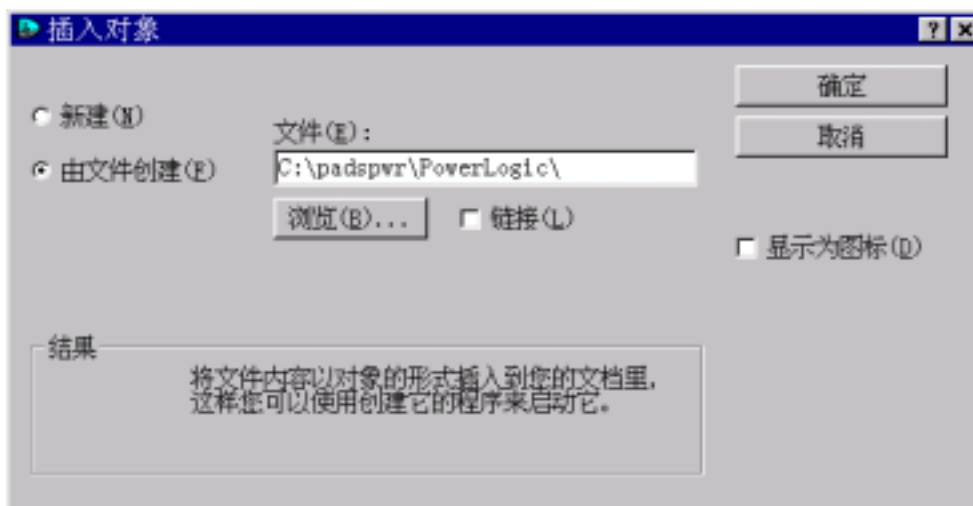 插入对象
新建(N)
由文件创建(F)
文件(E):
C:\padspwr\PowerLogic\
浏览(B)...
链接(L)
确定
取消
显示为图标(D)
结果
将文件内容以对象的形式插入到您的文档里，
这样您可以使用创建它的程序来启动它。